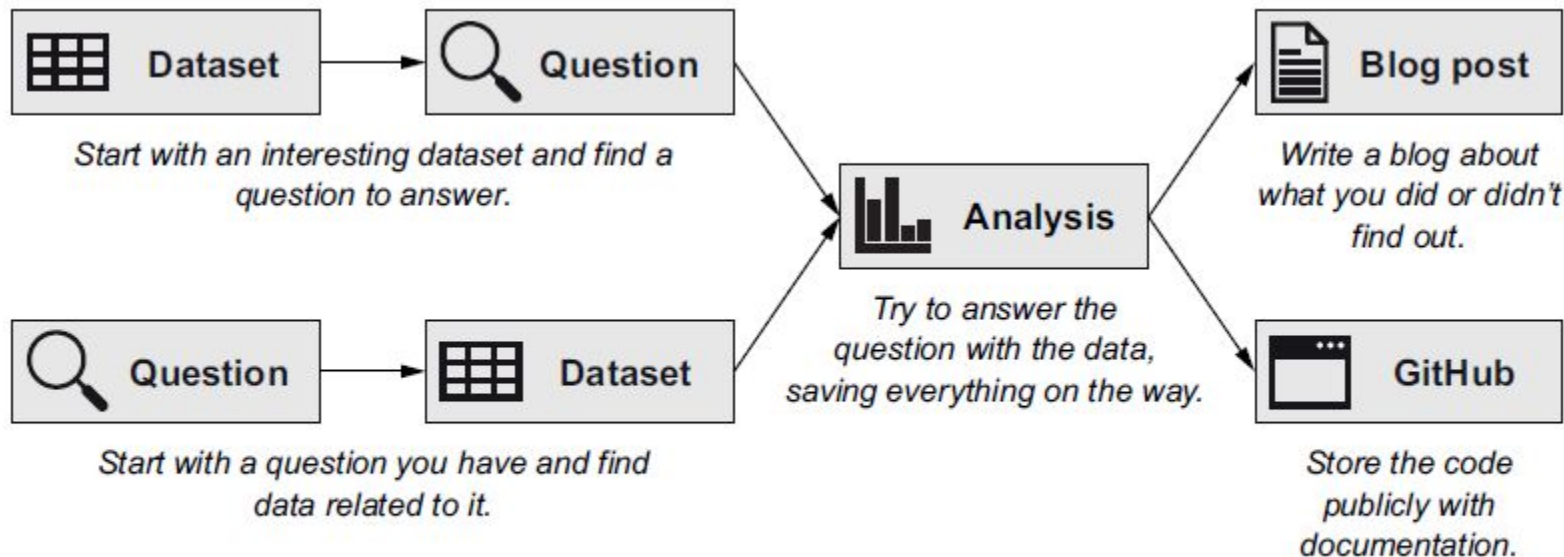 Dataset
Question
Start with an interesting dataset and find a
question to answer.
Question
Dataset
Start with a question you have and find
data related to it.
Analysis
Try to answer the
question with the data,
saving everything on the way.
Blog post
Write a blog about
what you did or didn't
find out.
GitHub
Store the code
publicly with
documentation.